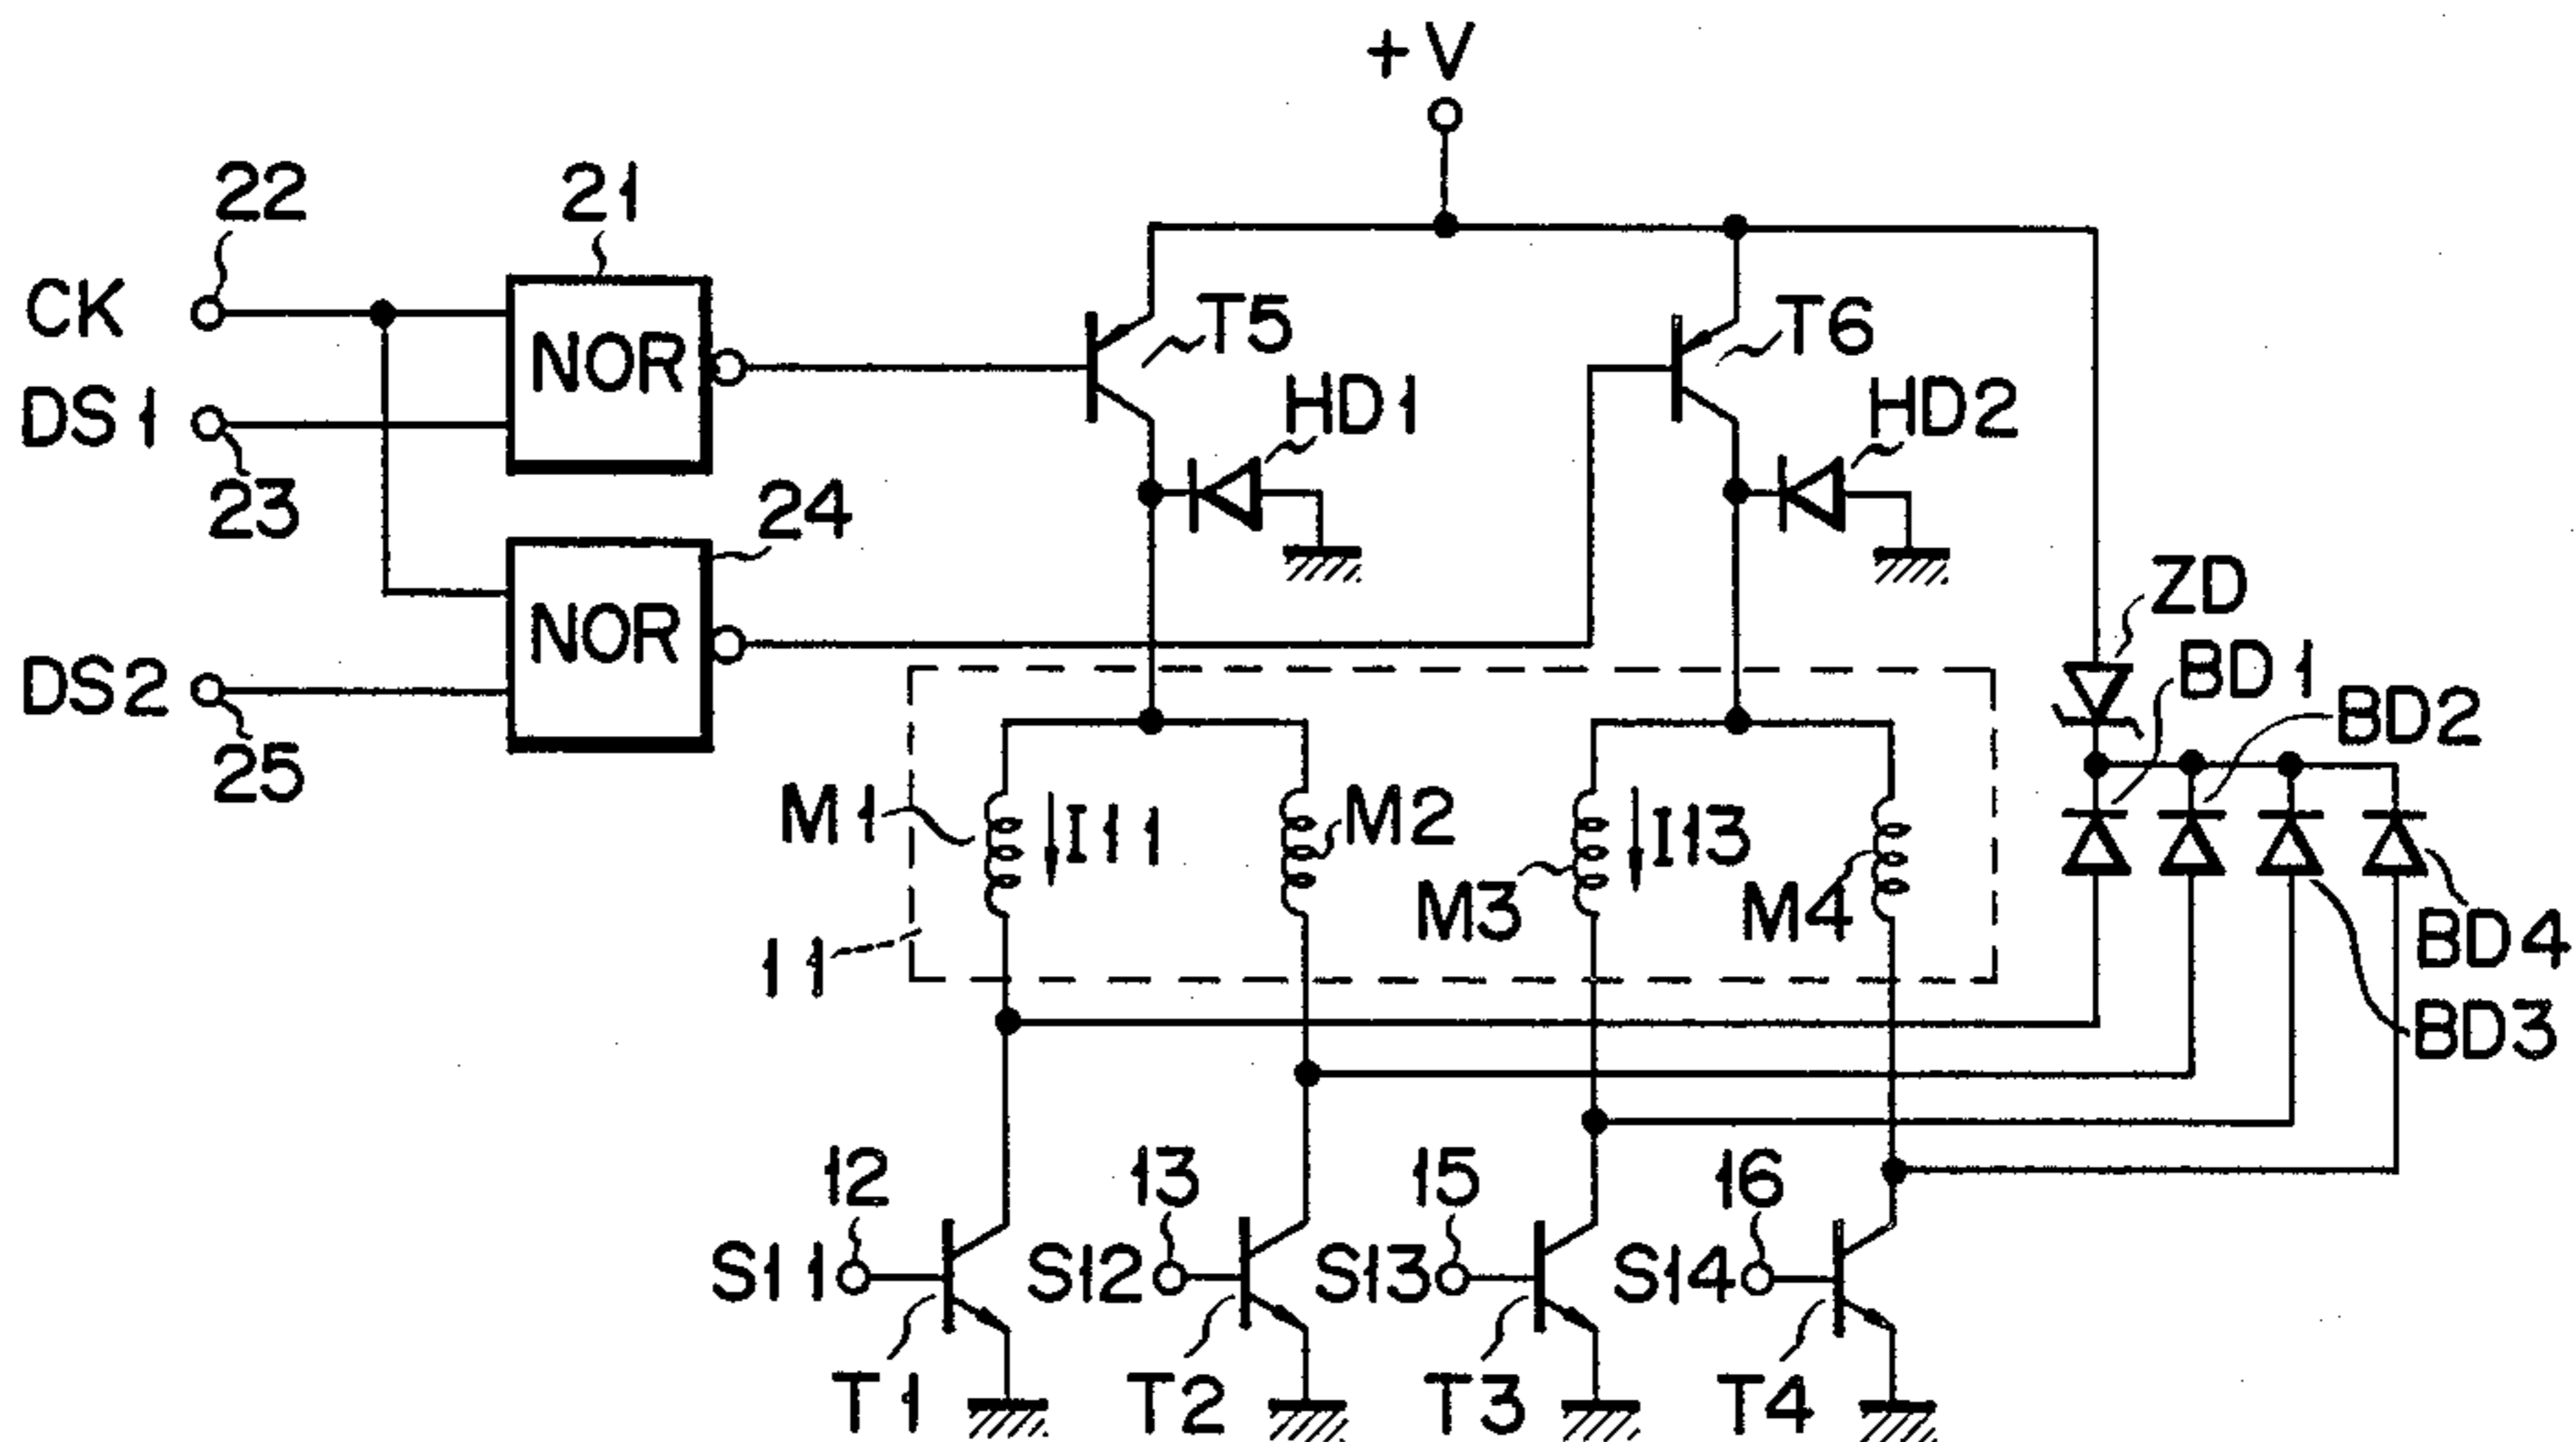 +V
22
21
CK
T5
T6
NOR
HD1
HD2
DS1
23
24
ZD
NOR
BD1
DS2
BD2
25
M1
I11
M2
I13
M3
M4
11
BD4
BD3
12
13
15
16
S11
S12
S13
S14
T1
T2
T3
T4